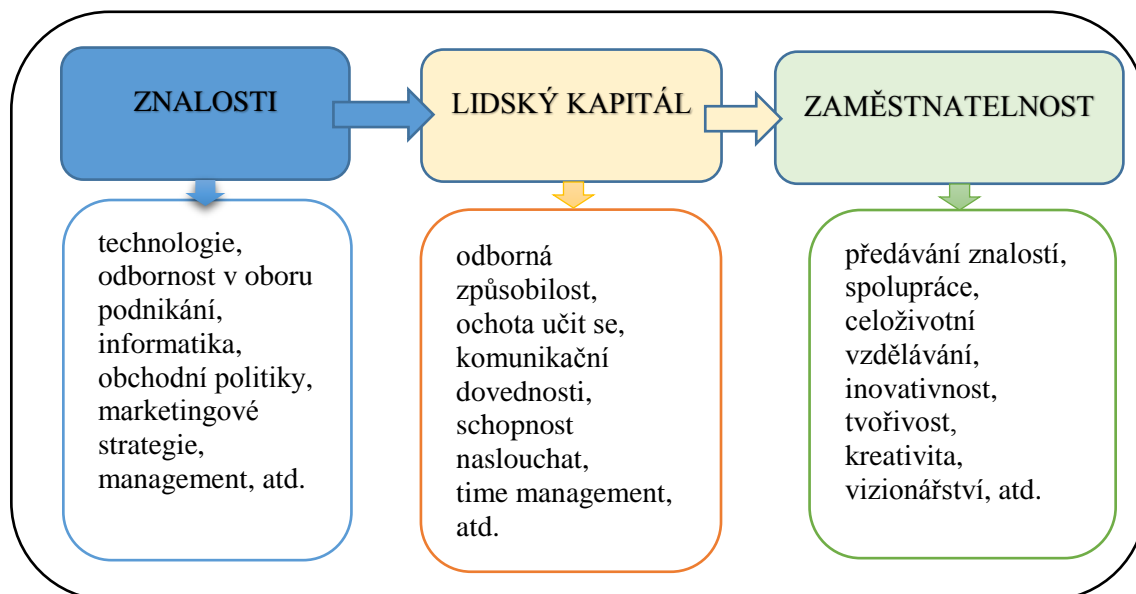 ZNALOSTI
LIDSKÝ KAPITÁL
ZAMĚSTNATELNOST
technologie,
odbornost v oboru
podnikání,
informatika,
obchodní politiky,
marketingové
strategie,
management, atd.
odborná
způsobilost,
ochota učit se,
komunikační
dovednosti,
schopnost
naslouchat,
time management,
atd.
předávání znalostí,
spolupráce,
celoživotní
vzdělávání,
inovativnost,
tvořivost,
kreativita,
vizionářství, atd.